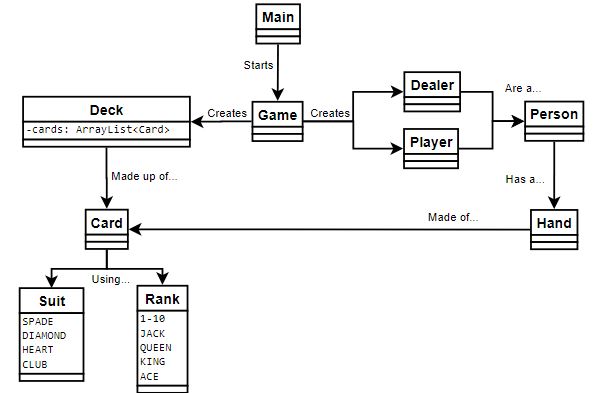 Main
Starts
Deck
-cards: ArrayList<Card>
Creates
Game
Creates
Dealer
Player
Are a...
Person
Made up of...
Has a...
Card
Made of...
Hand
Using...
Suit
SPADE
DIAMOND
HEART
CLUB
Rank
1-10
JACK
QUEEN
KING
ACE